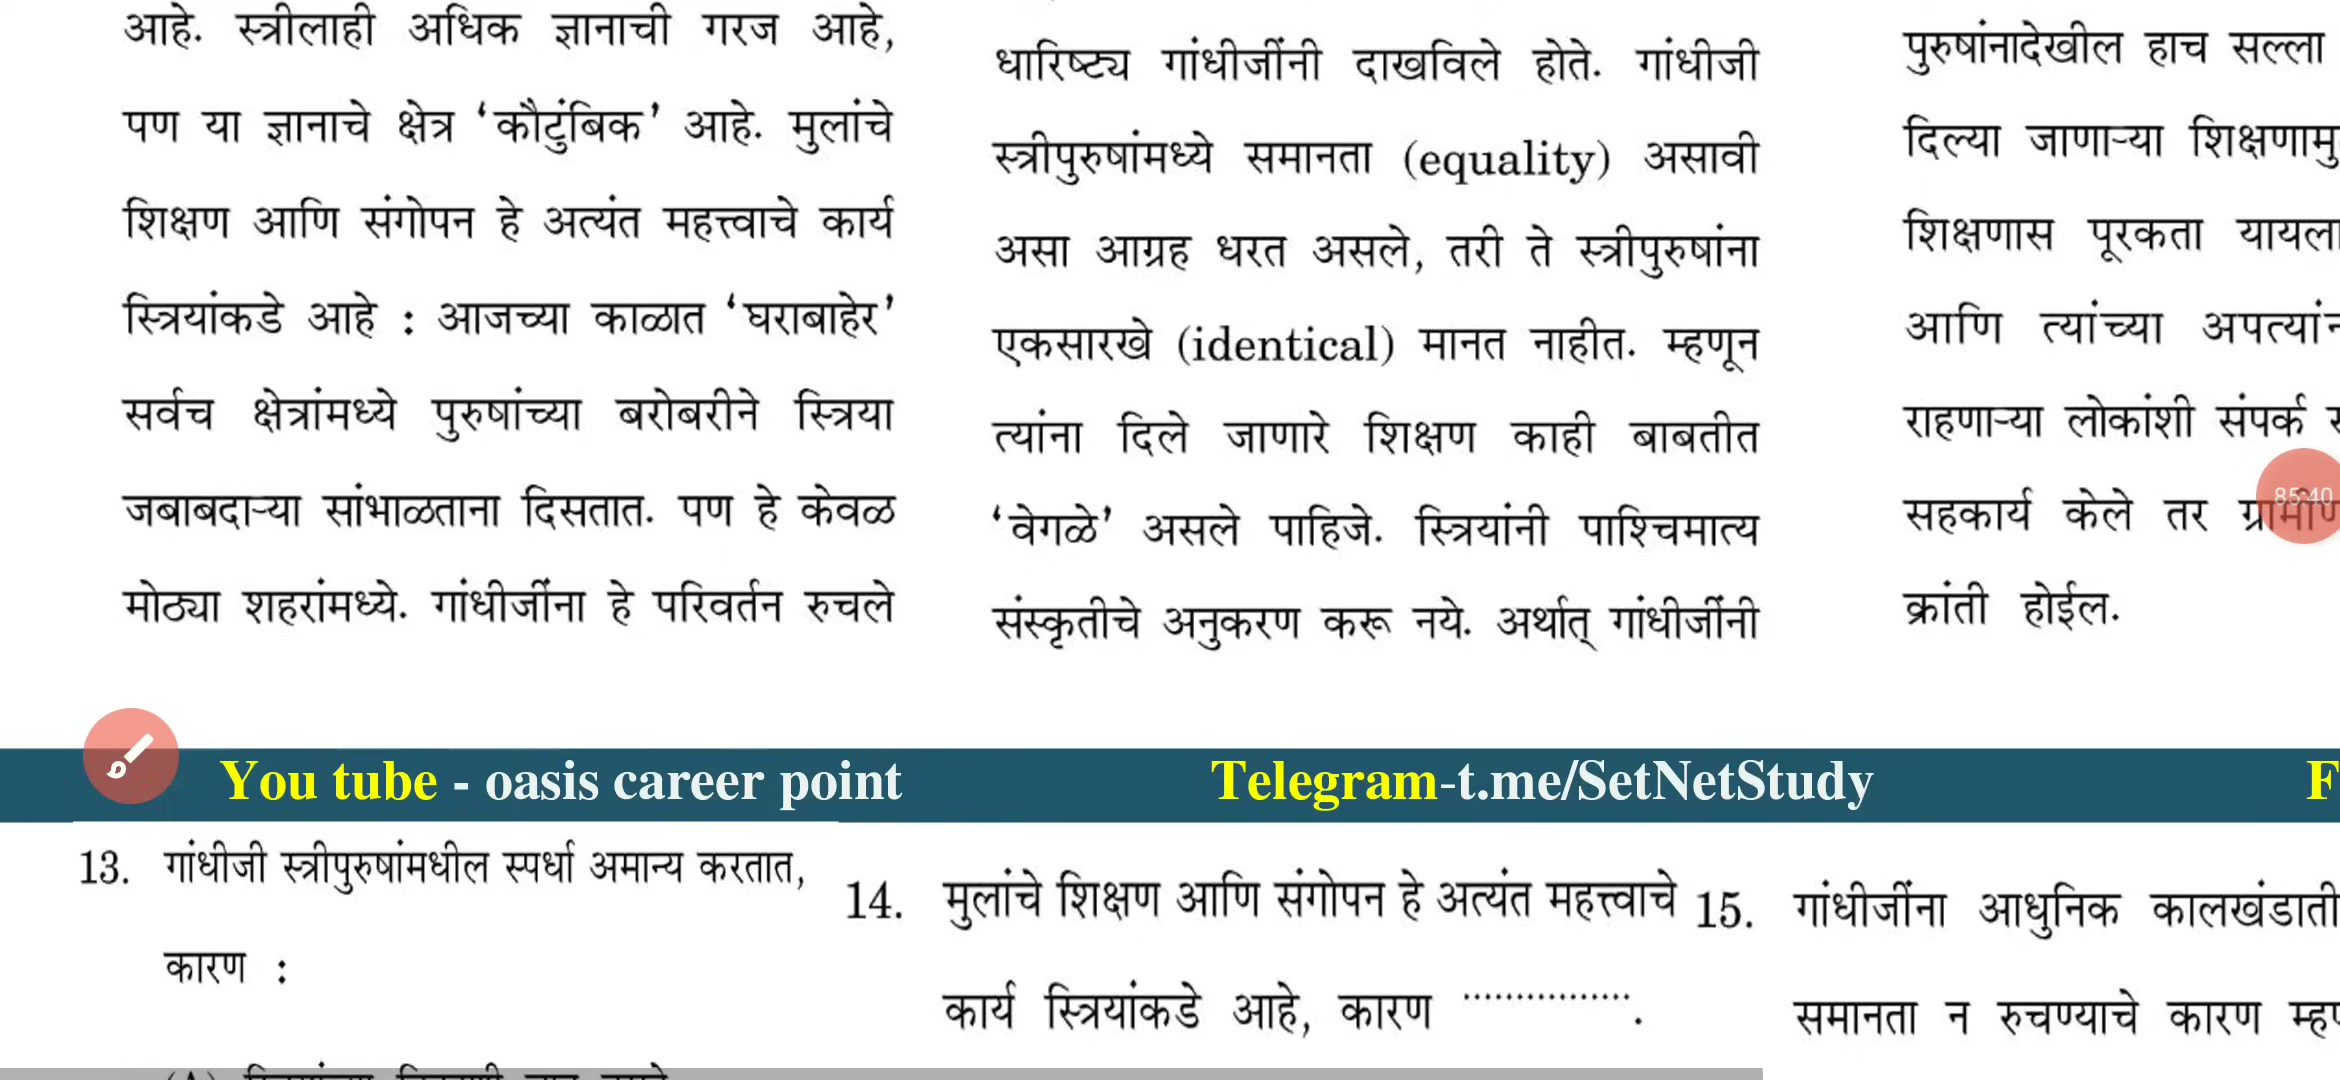 आहे. स्त्रीलाही अधिक ज्ञानाची गरज आहे,
पण या ज्ञानाचे क्षेत्र ‘कौटुंबिक’ आहे. मुलांचे
शिक्षण आणि संगोपन हे अत्यंत महत्त्वाचे कार्य
स्त्रियांकडे आहे : आजच्या काळात ‘घराबाहेर’
सर्वच क्षेत्रांमध्ये पुरुषांच्या बरोबरीने स्त्रिया
जबाबदाऱ्या सांभाळताना दिसतात. पण हे केवळ
मोठ्या शहरांमध्ये. गांधीजींना हे परिवर्तन रुचले
धारिष्ट्य गांधीजींनी दाखविले होते. गांधीजी
स्त्रीपुरुषांमध्ये समानता (equality) असावी
असा आग्रह धरत असले, तरी ते स्त्रीपुरुषांना
एकसारखे (identical) मानत नाहीत. म्हणून
त्यांना दिले जाणारे शिक्षण काही बाबतीत
‘वेगळे’ असले पाहिजे. स्त्रियांनी पाश्चिमात्य
संस्कृतीचे अनुकरण करू नये. अर्थात् गांधीजींनी
पुरुषांनादेखील हाच सल्ला
दिल्या जाणाऱ्या
शिक्षणास पूरकता
आणि त्यांच्या
राहणाऱ्या लोकांशी संपर्क
सहकार्य केले तर
क्रांती होईल.
85:40
You tube - oasis career point
Telegram-t.me/SetNetStudy
F
13. गांधीजी स्त्रीपुरुषांमधील स्पर्धा अमान्य करतात,
कारण :
14. मुलांचे शिक्षण आणि संगोपन हे अत्यंत महत्त्वाचे
कार्य स्त्रियांकडे आहे, कारण ................ .
15. गांधीजींना आधुनिक
समानता न रुचण्याचे कारण